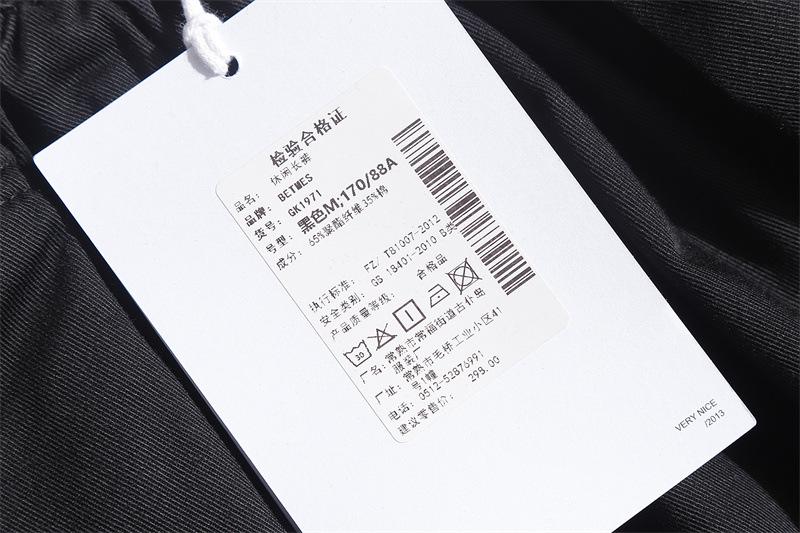 检验合格证
品名: 休闲长裤
品牌: BETMES
货号: GK1971
号型: 黑色M;170/88A
成分: 65%聚酯纤维35%棉
执行标准: FZ/ T81007-2012
安全类别: GB 18401-2010 B类
产品质量等级: 合格品
30
厂名: 常熟市常福街道古仆岛
服装厂
厂址: 常熟市毛桥工业小区41
号1幢
电话: 0512-52876991
建议零售价: 298.00
VERY NICE
/2013